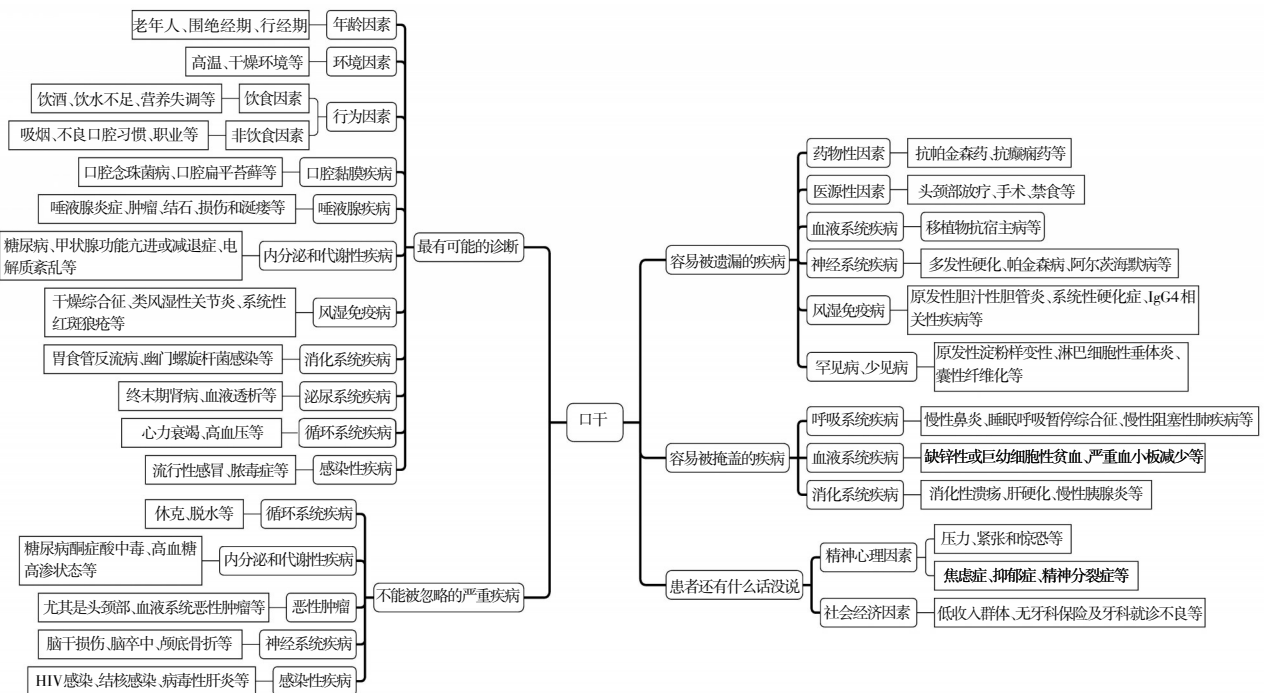 口干
最有可能的诊断
年龄因素
老年人、围绝经期、行经期
环境因素
高温、干燥环境等
行为因素
饮食因素
饮酒、饮水不足、营养失调等
非饮食因素
吸烟、不良口腔习惯、职业等
口腔黏膜疾病
口腔念珠菌病、口腔扁平苔藓等
唾液腺疾病
唾液腺炎症、肿瘤、结石、损伤和涎瘘等
内分泌和代谢性疾病
糖尿病、甲状腺功能亢进或减退症、电
解质紊乱等
风湿免疫病
干燥综合征、类风湿性关节炎、系统性
红斑狼疮等
消化系统疾病
胃食管反流病、幽门螺旋杆菌感染等
泌尿系统疾病
终末期肾病、血液透析等
循环系统疾病
心力衰竭、高血压等
感染性疾病
流行性感冒、脓毒症等
不能被忽略的严重疾病
循环系统疾病
休克、脱水等
内分泌和代谢性疾病
糖尿病酮症酸中毒、高血糖
高渗状态等
恶性肿瘤
尤其是头颈部、血液系统恶性肿瘤等
神经系统疾病
脑干损伤、脑卒中、颅底骨折等
感染性疾病
HIV感染、结核感染、病毒性肝炎等
容易被遗漏的疾病
药物性因素
抗帕金森药、抗癫痫药等
医源性因素
头颈部放疗、手术、禁食等
血液系统疾病
移植物抗宿主病等
神经系统疾病
多发性硬化、帕金森病、阿尔茨海默病等
风湿免疫病
原发性胆汁性胆管炎、系统性硬化症、IgG4相
关性疾病等
罕见病、少见病
原发性淀粉样变性、淋巴细胞性垂体炎、
囊性纤维化等
容易被掩盖的疾病
呼吸系统疾病
慢性鼻炎、睡眠呼吸暂停综合征、慢性阻塞性肺疾病等
血液系统疾病
缺锌性或巨幼细胞性贫血、严重血小板减少等
消化系统疾病
消化性溃疡、肝硬化、慢性胰腺炎等
患者还有什么话没说
精神心理因素
压力、紧张和惊恐等
焦虑症、抑郁症、精神分裂症等
社会经济因素
低收入群体、无牙科保险及牙科就诊不良等